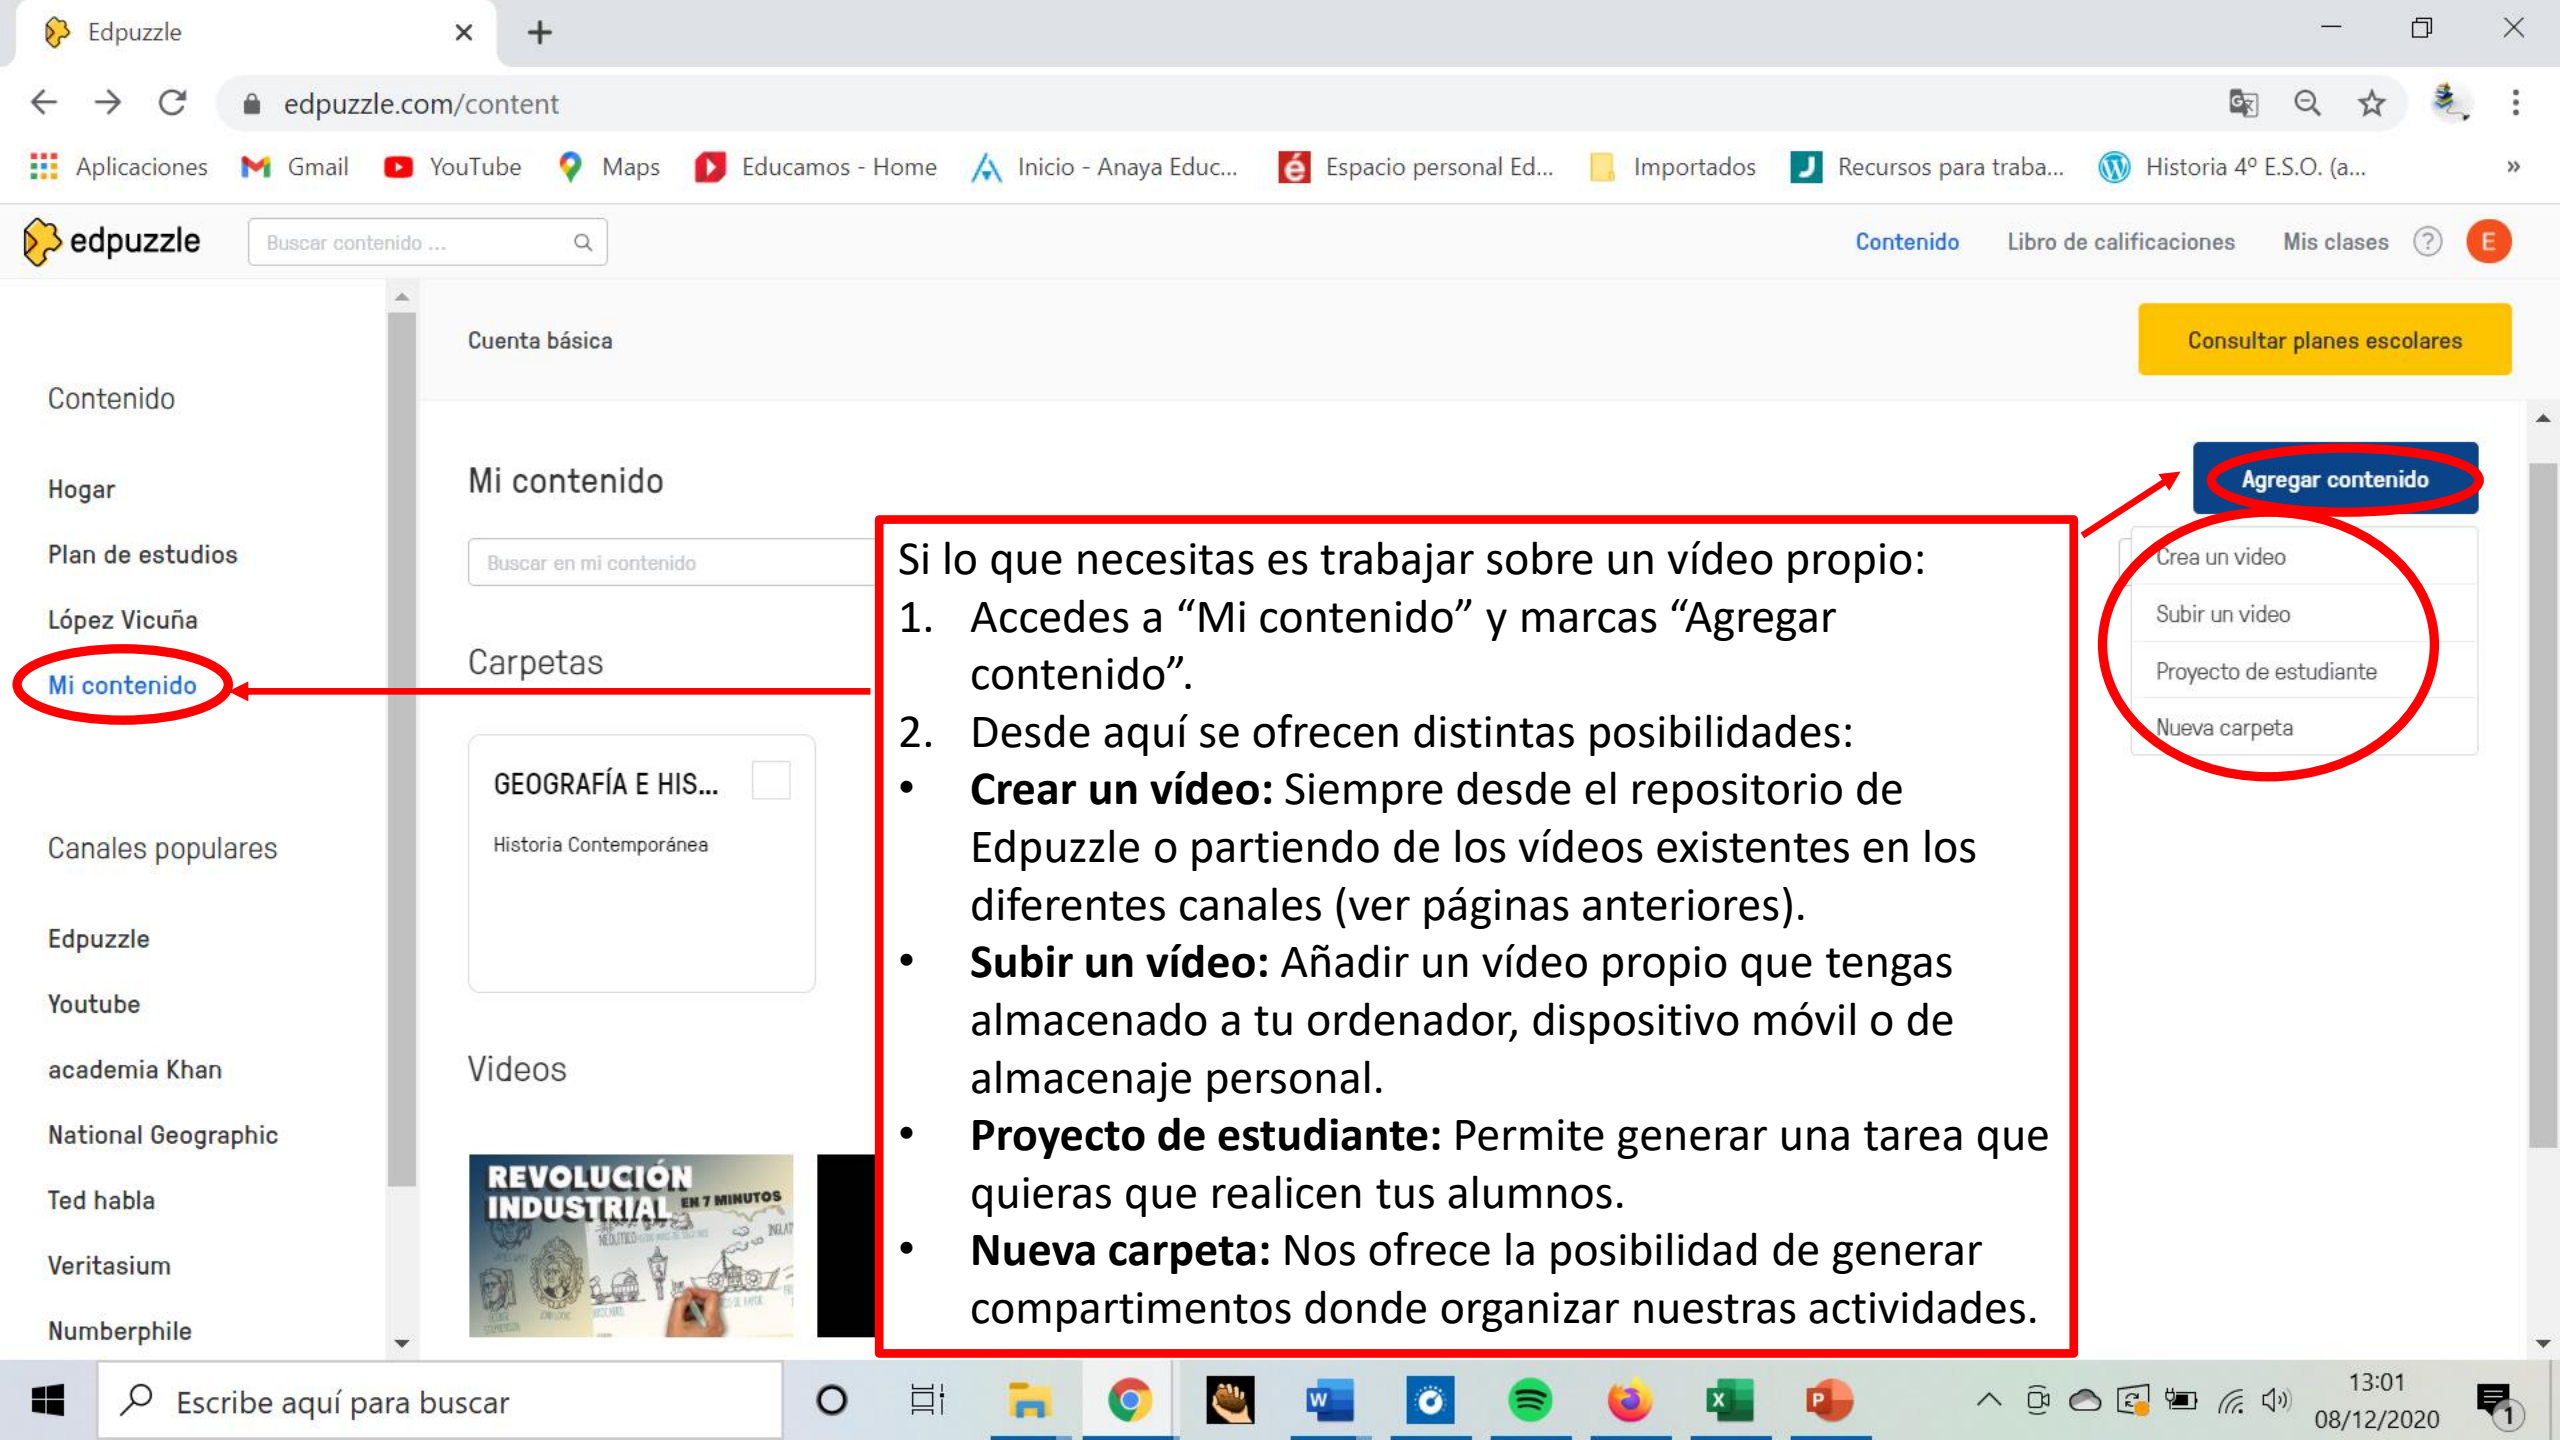 Edpuzzle
edpuzzle.com/content
Aplicaciones
Gmail
YouTube
Maps
Educamos - Home
Inicio - Anaya Educ...
Espacio personal Ed...
Importados
Recursos para traba...
Historia 4º E.S.O. (a...
»
edpuzzle
Buscar contenido ...
Contenido
Libro de calificaciones
Mis clases
?
E
Cuenta básica
Consultar planes escolares
Contenido
Hogar
Plan de estudios
López Vicuña
Mi contenido
Canales populares
Edpuzzle
Youtube
academia Khan
National Geographic
Ted habla
Veritasium
Numberphile
Mi contenido
Agregar contenido
Buscar en mi contenido
Crea un video
Subir un video
Proyecto de estudiante
Nueva carpeta
Carpetas
GEOGRAFÍA E HIS...
Historia Contemporánea
Videos
REVOLUCIÓN
INDUSTRIAL EN 7 MINUTOS
Si lo que necesitas es trabajar sobre un vídeo propio:
1. Accedes a “Mi contenido” y marcas “Agregar
contenido”.
2. Desde aquí se ofrecen distintas posibilidades:
• Crear un vídeo: Siempre desde el repositorio de
Edpuzzle o partiendo de los vídeos existentes en los
diferentes canales (ver páginas anteriores).
• Subir un vídeo: Añadir un vídeo propio que tengas
almacenado a tu ordenador, dispositivo móvil o de
almacenaje personal.
• Proyecto de estudiante: Permite generar una tarea que
quieras que realicen tus alumnos.
• Nueva carpeta: Nos ofrece la posibilidad de generar
compartimentos donde organizar nuestras actividades.
Escribe aquí para buscar
13:01
08/12/2020
1